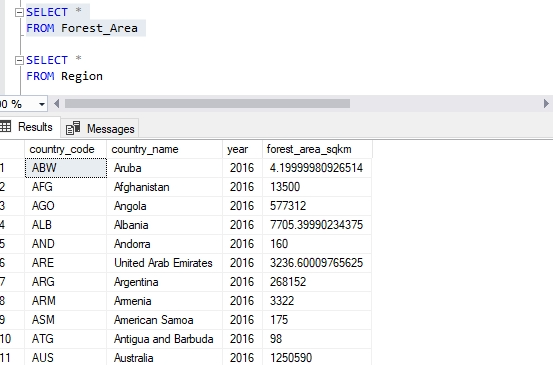 SELECT *
FROM Forest_Area
SELECT *
FROM Region
Results Messages
country_code country_name year forest_area_sqkm
1 ABW Aruba 2016 4.19999980926514
2 AFG Afghanistan 2016 13500
3 AGO Angola 2016 577312
4 ALB Albania 2016 7705.39990234375
5 AND Andorra 2016 160
6 ARE United Arab Emirates 2016 3236.60009765625
7 ARG Argentina 2016 268152
8 ARM Armenia 2016 3322
9 ASM American Samoa 2016 175
10 ATG Antigua and Barbuda 2016 98
11 AUS Australia 2016 1250590